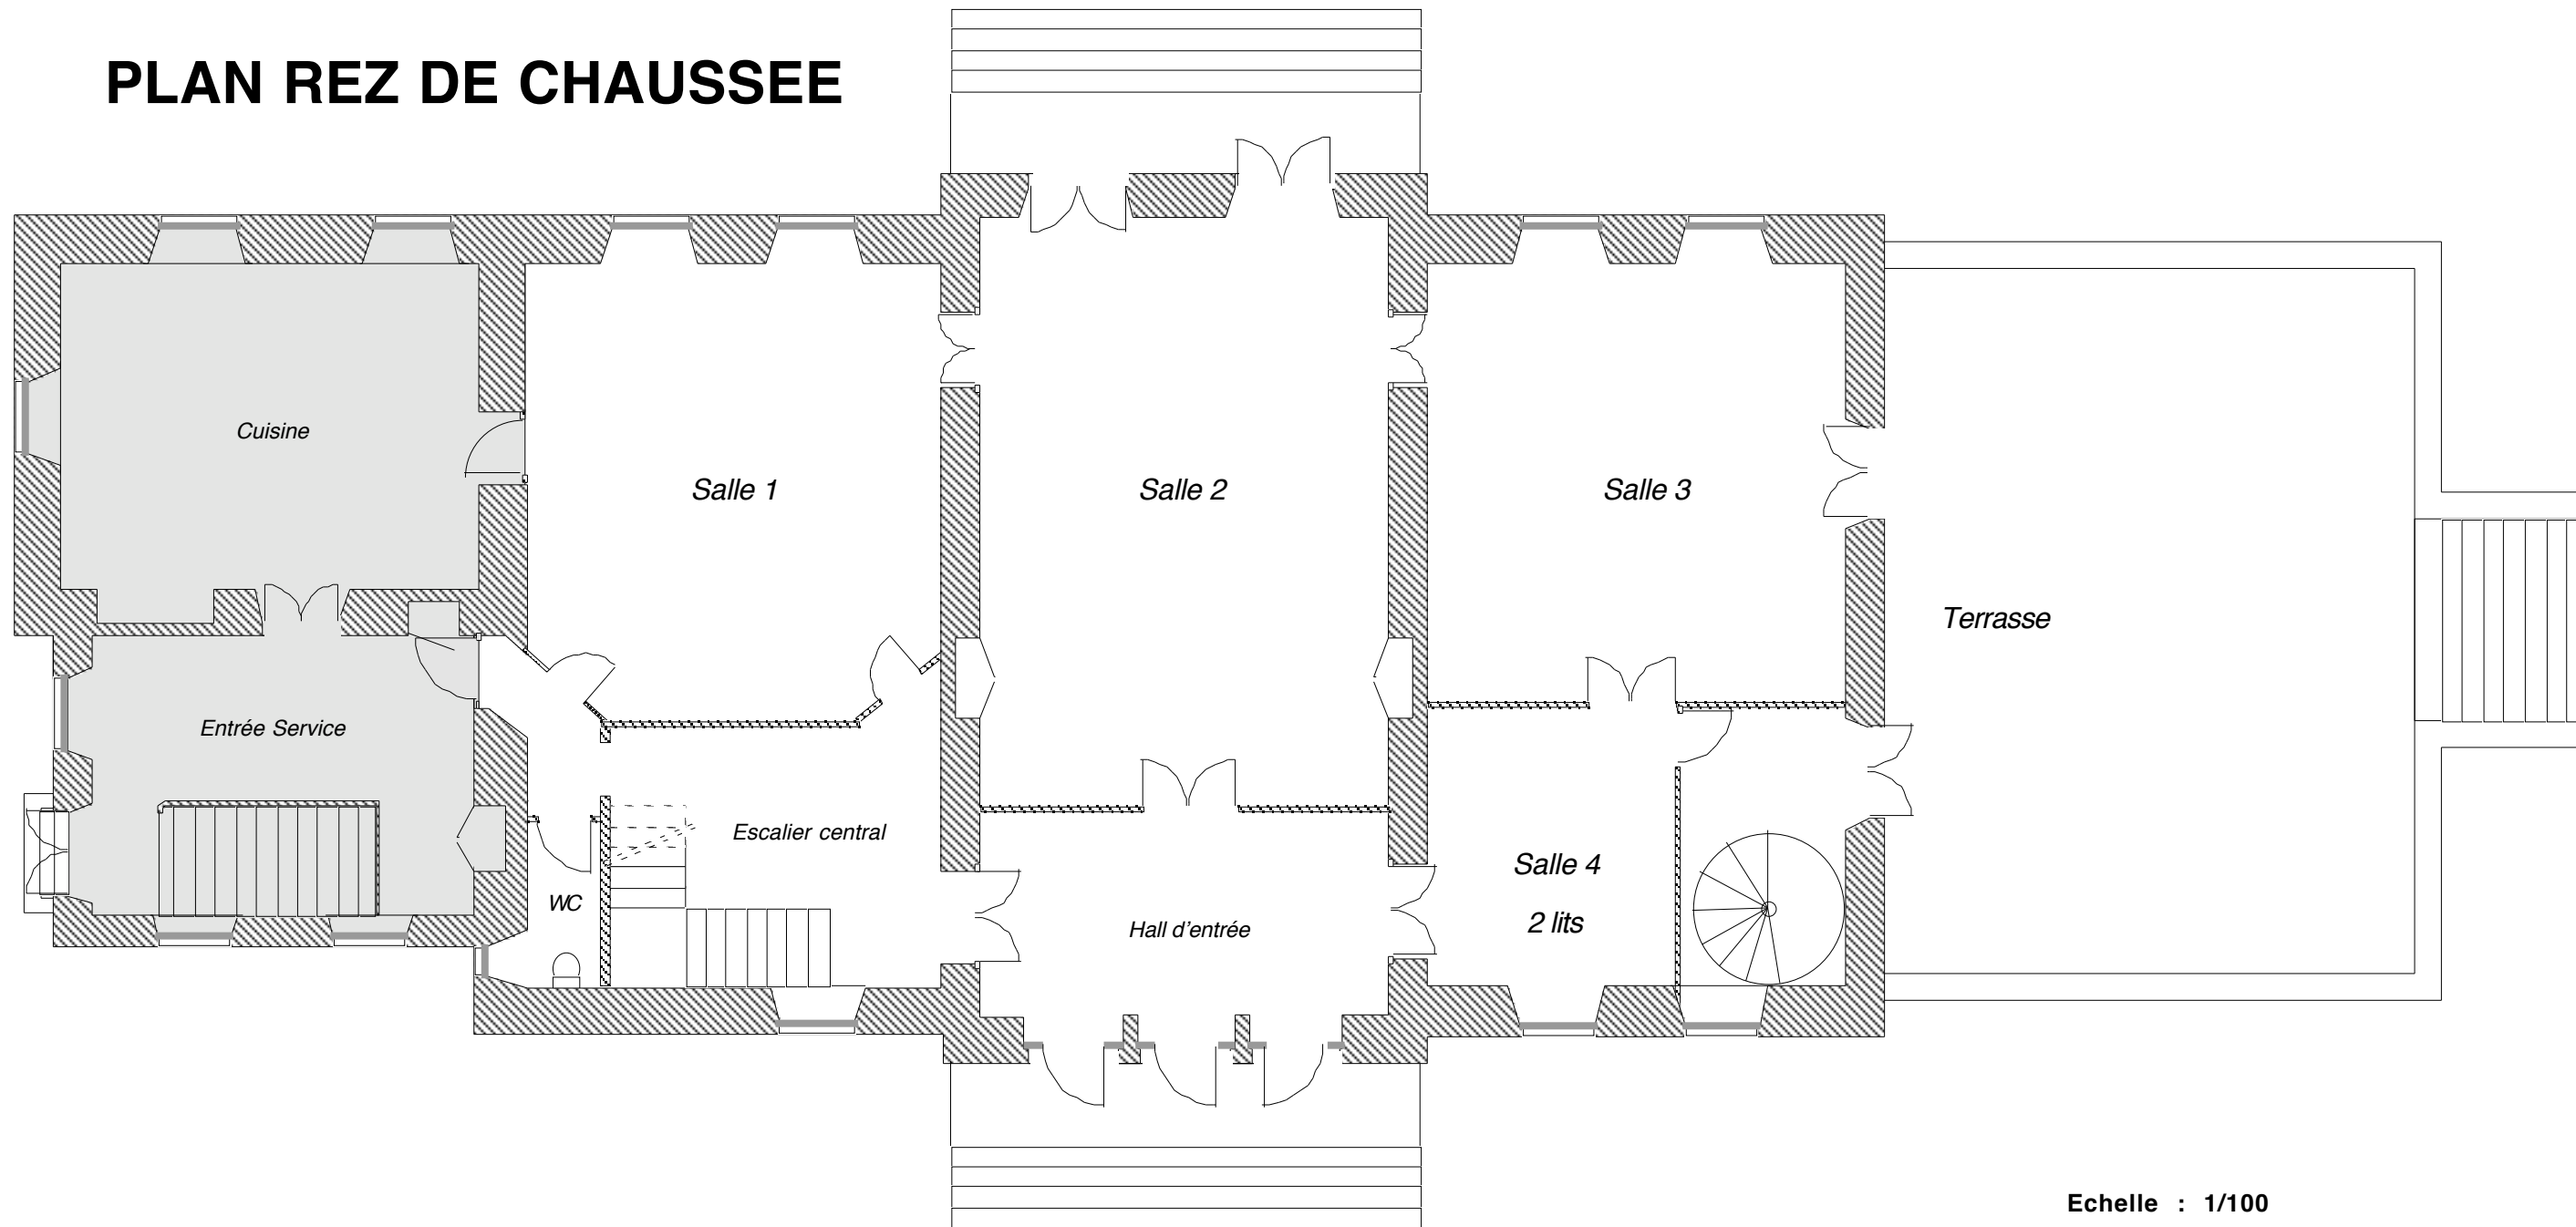 PLAN REZ DE CHAUSSEE
Cuisine
Salle 1
Salle 2
Salle 3
Terrasse
Entrée Service
Escalier central
Salle 4
2 lits
WC
Hall d'entrée
Echelle : 1/100